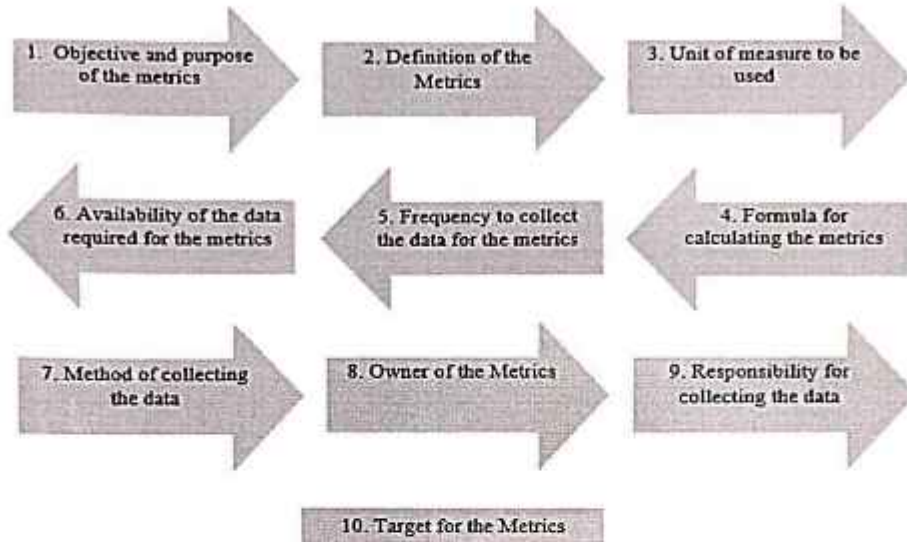 1. Objective and purpose
of the metrics
2. Definition of the
Metrics
3. Unit of measure to be
used
4. Formula for
calculating the metrics
5. Frequency to collect
the data for the metrics
6. Availability of the data
required for the metrics
7. Method of collecting
the data
8. Owner of the Metrics
9. Responsibility for
collecting the data
10. Target for the Metrics